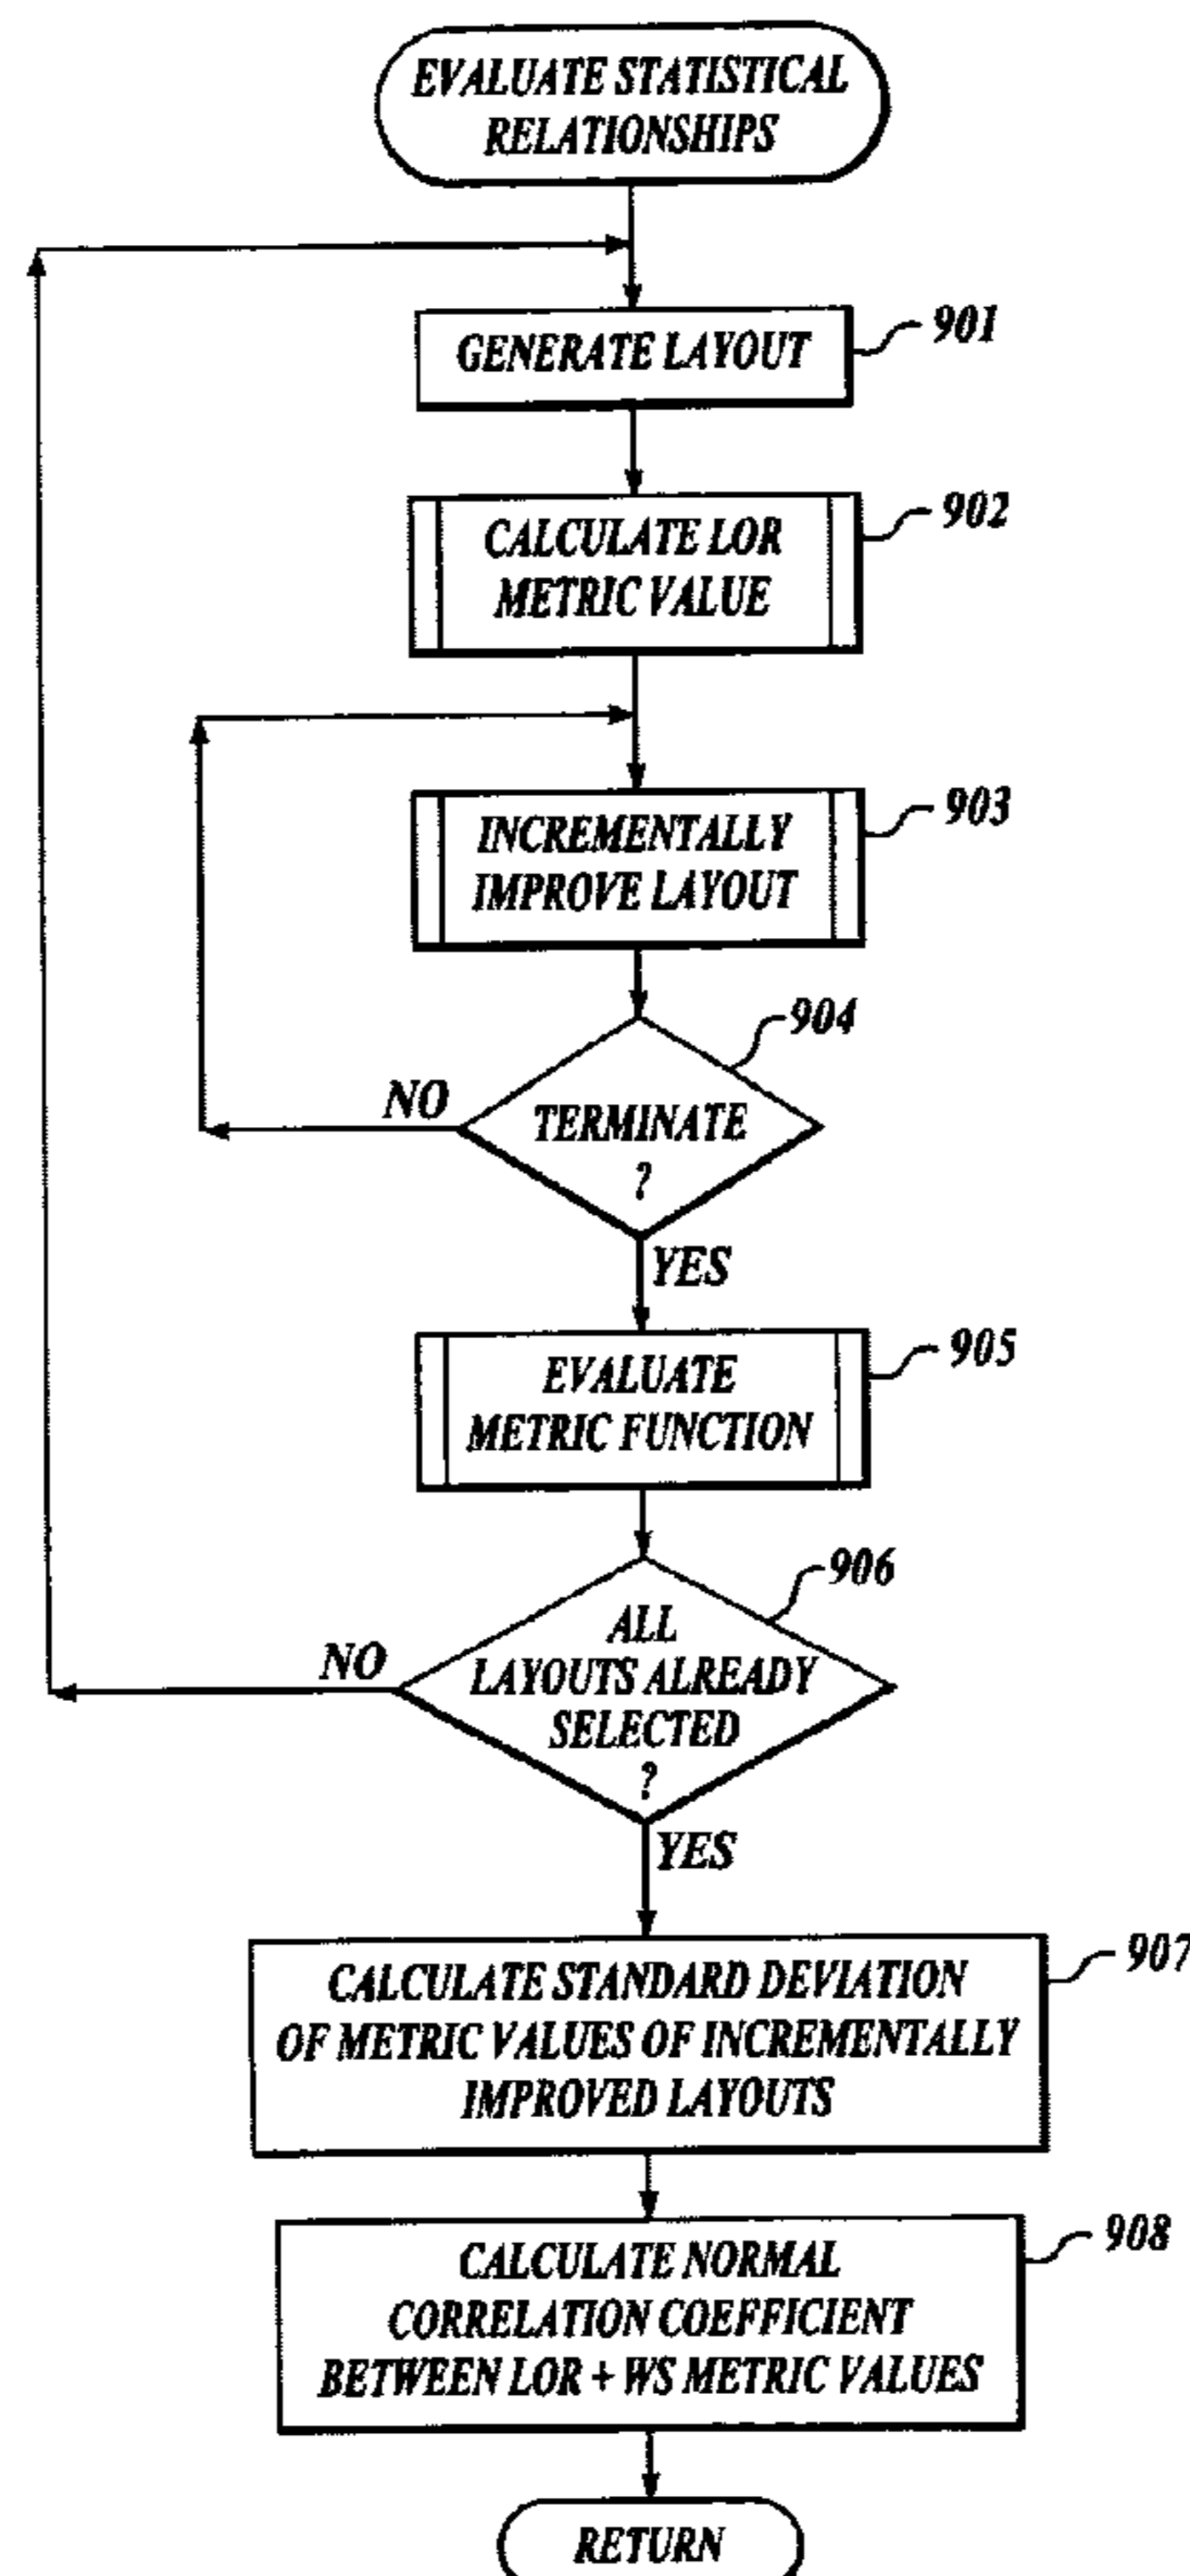 EVALUATE STATISTICAL
RELATIONSHIPS
GENERATE LAYOUT
901
CALCULATE LOR
METRIC VALUE
902
INCREMENTALLY
IMPROVE LAYOUT
903
904
TERMINATE
?
NO
YES
EVALUATE
METRIC FUNCTION
905
906
ALL
LAYOUTS ALREADY
SELECTED
?
NO
YES
CALCULATE STANDARD DEVIATION
OF METRIC VALUES OF INCREMENTALLY
IMPROVED LAYOUTS
907
CALCULATE NORMAL
CORRELATION COEFFICIENT
BETWEEN LOR + WS METRIC VALUES
908
RETURN